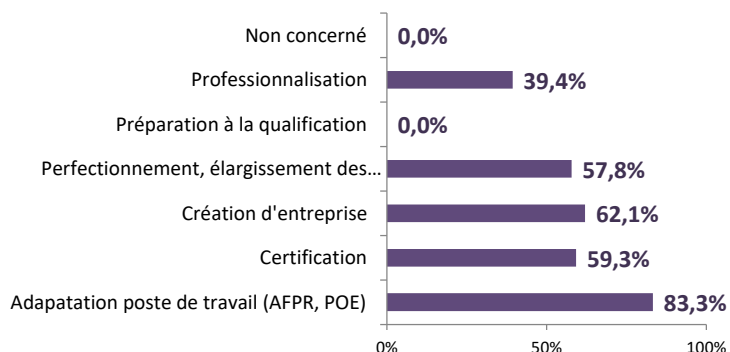 Non concerné 0,0%
Professionnalisation 39,4%
Préparation à la qualification 0,0%
Perfectionnement, élargissement des... 57,8%
Création d'entreprise 62,1%
Certification 59,3%
Adapatation poste de travail (AFPR, POE) 83,3%
0% 50% 100%